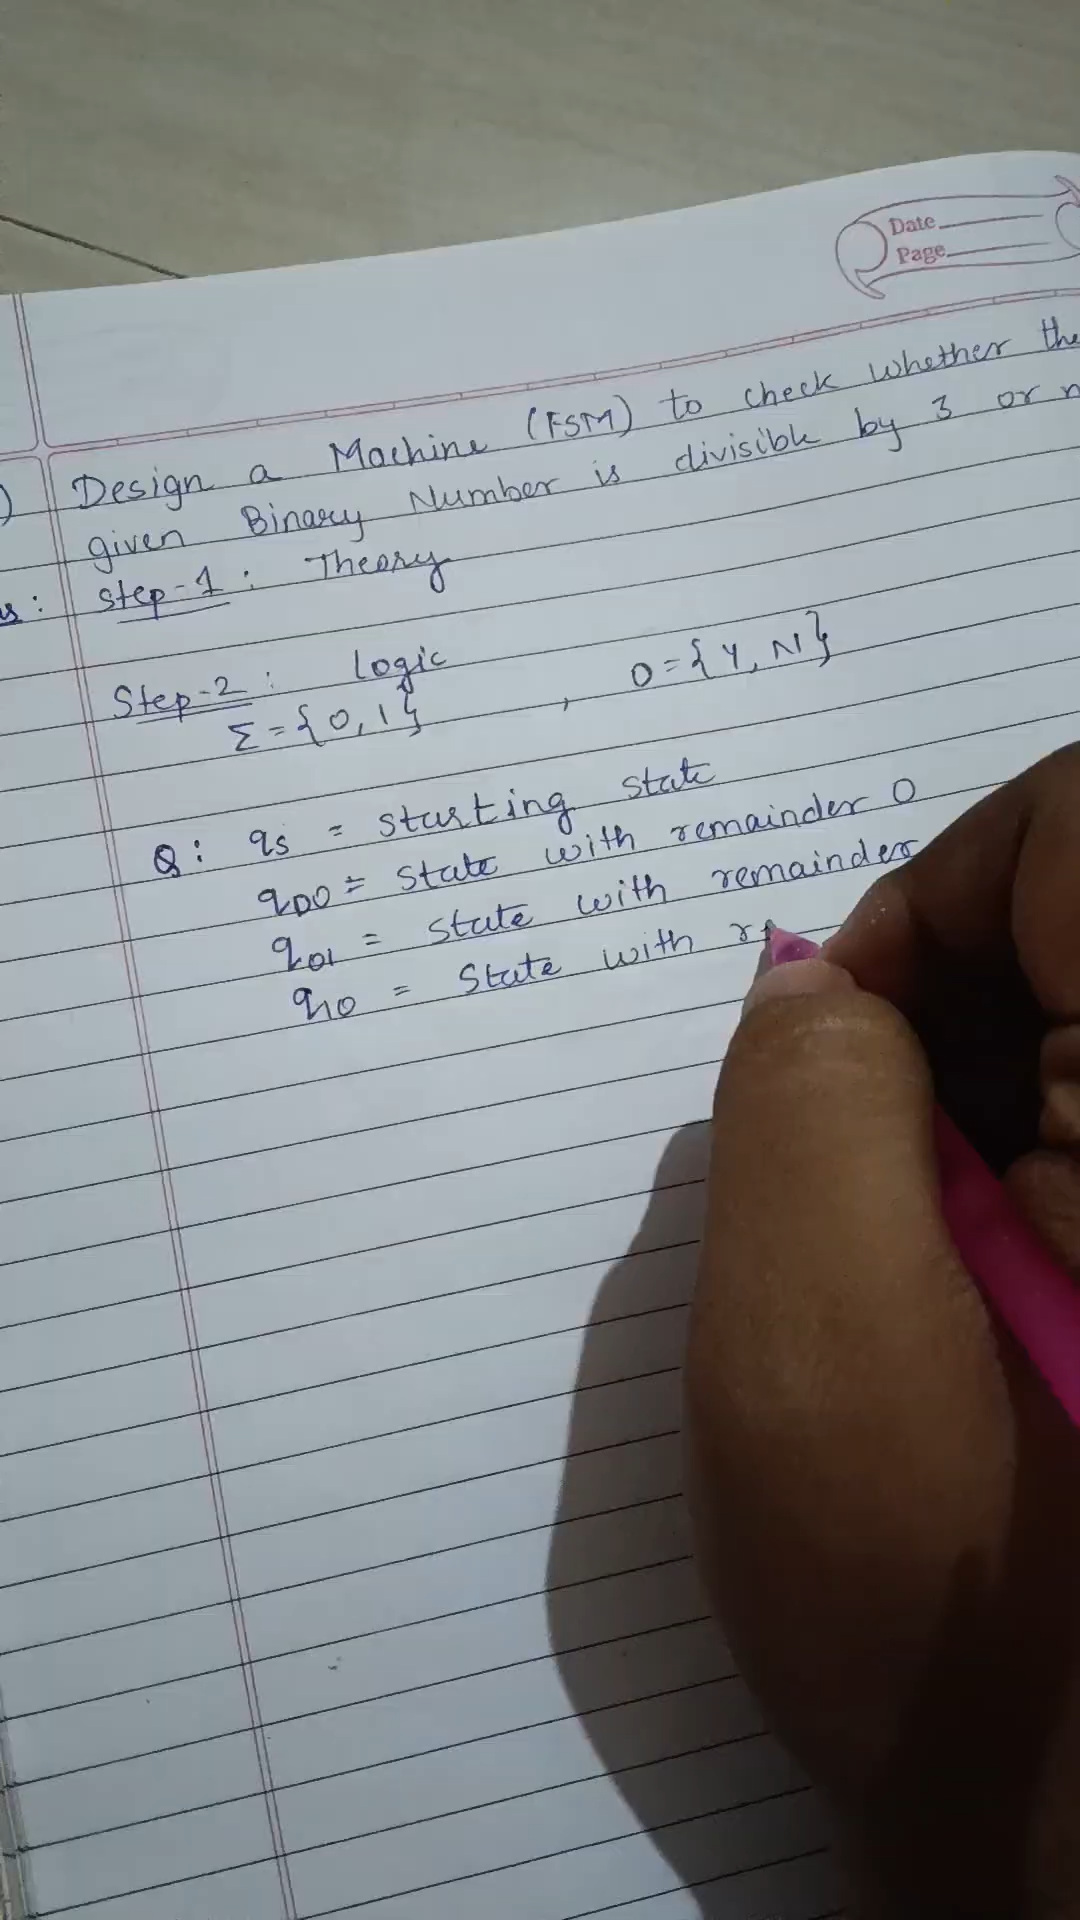 Date
Page
Design a Machine (FSM) to check whether the
given Binary Number is divisible by 3 or
Step-1 : Theory
Step-2 : Logic
Σ = {0, 1} , O = {Y, N}
Q : qs = starting state
q00 = state with remainder 0
q01 = state with remainder
q10 = state with